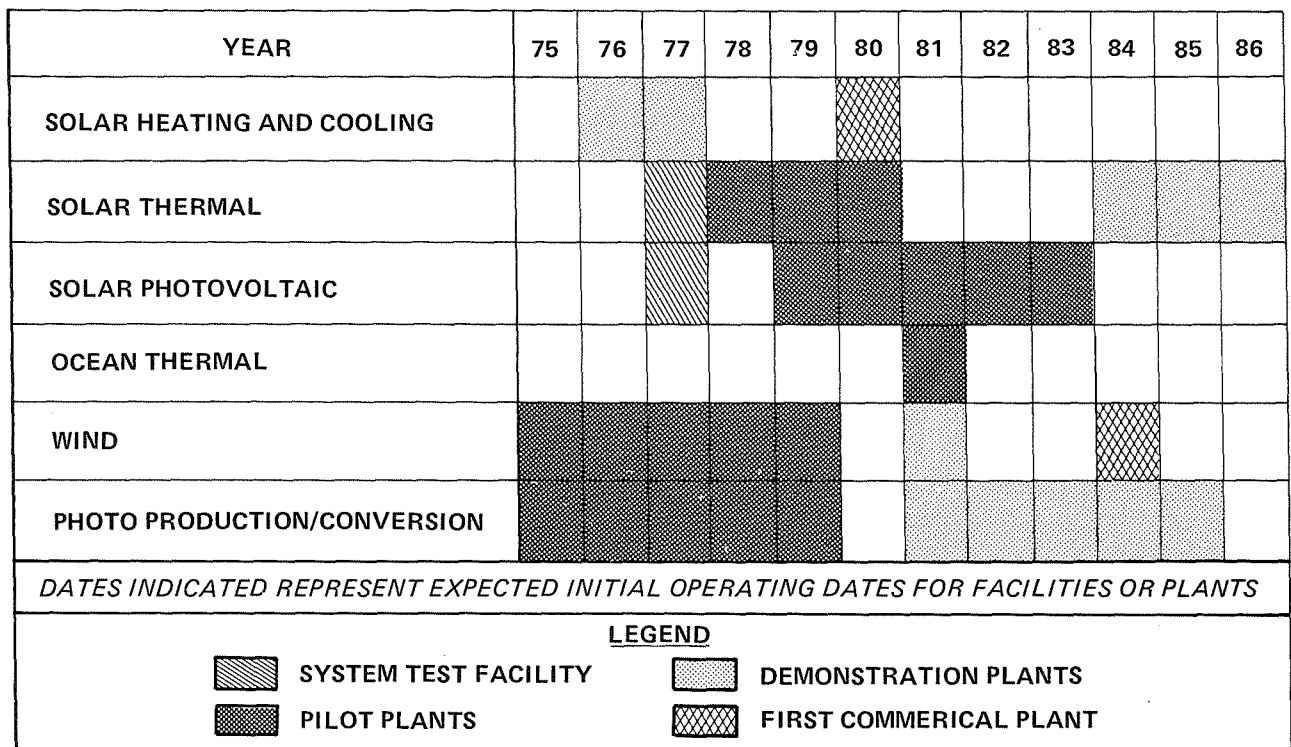 YEAR 75 76 77 78 79 80 81 82 83 84 85 86
SOLAR HEATING AND COOLING
SOLAR THERMAL
SOLAR PHOTOVOLTAIC
OCEAN THERMAL
WIND
PHOTO PRODUCTION/CONVERSION
DATES INDICATED REPRESENT EXPECTED INITIAL OPERATING DATES FOR FACILITIES OR PLANTS
LEGEND
SYSTEM TEST FACILITY DEMONSTRATION PLANTS
PILOT PLANTS FIRST COMMERICAL PLANT